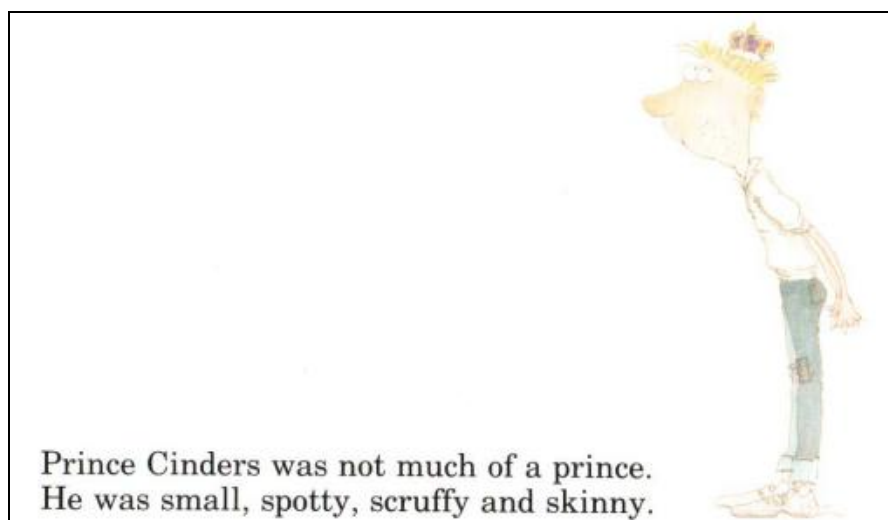 Prince Cinders was not much of a prince.
He was small, spotty, scruffy and skinny.